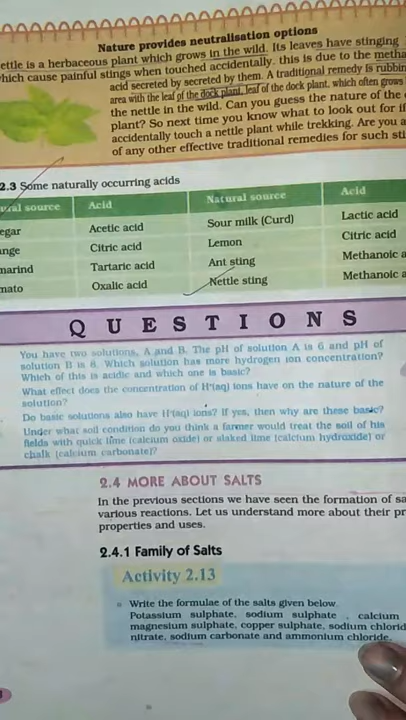 Nature provides neutralisation options
ettle is a herbaceous plant which grows in the wild. Its leaves have stinging
hich cause painful stings when touched accidentally. this is due to the metha
acid secreted by secreted by them. A traditional remedy is rubbin
area with the leaf of the dock plant, leaf of the dock plant, which often grows
the nettle in the wild. Can you guess the nature of the
plant? So next time you know what to look out for if
accidentally touch a nettle plant while trekking. Are you a
of any other effective traditional remedies for such sti
2.3 Some naturally occurring acids
ural source Acid Natural source Acid
egar Acetic acid Sour milk (Curd) Lactic acid
nge Citric acid Lemon Citric acid
marind Tartaric acid Ant sting Methanoic a
mato Oxalic acid Nettle sting Methanoic a
QUESTIONS
You have two solutions, A and B. The pH of solution A is 6 and pH of
solution B is 8. Which solution has more hydrogen ion concentration?
Which of this is acidic and which one is basic?
What effect does the concentration of H⁺(aq) ions have on the nature of the
solution?
Do basic solutions also have H⁺(aq) ions? If yes, then why are these basic?
Under what soil condition do you think a farmer would treat the soil of his
fields with quick lime (calcium oxide) or slaked lime (calcium hydroxide) or
chalk (calcium carbonate)?
2.4 MORE ABOUT SALTS
In the previous sections we have seen the formation of sa
various reactions. Let us understand more about their pr
properties and uses.
2.4.1 Family of Salts
Activity 2.13
Write the formulae of the salts given below.
Potassium sulphate, sodium sulphate , calcium
magnesium sulphate, copper sulphate, sodium chlorid
nitrate, sodium carbonate and ammonium chloride.